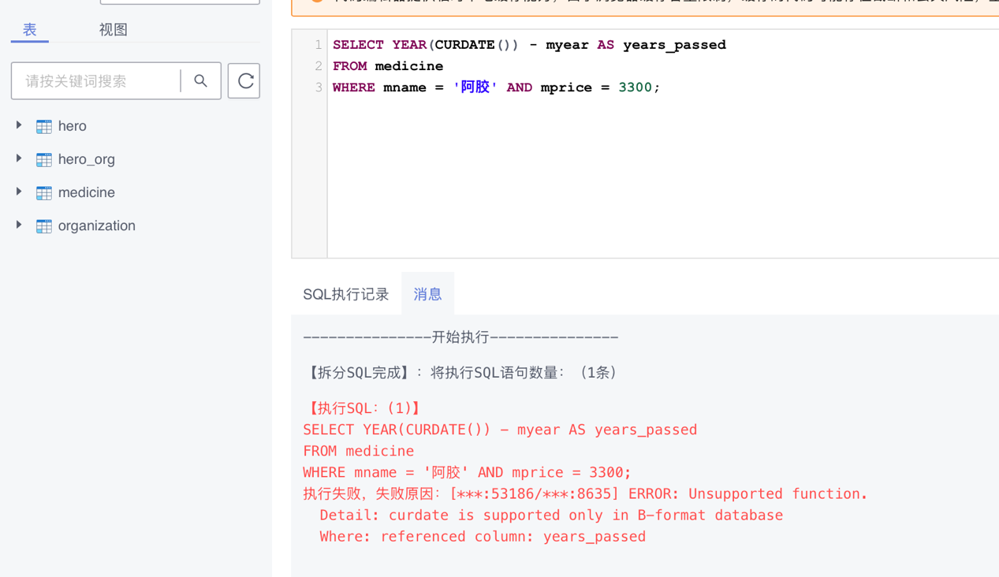 表 视图
请按关键词搜索
hero
hero_org
medicine
organization
1 SELECT YEAR(CURDATE()) - myear AS years_passed
2 FROM medicine
3 WHERE mname = '阿胶' AND mprice = 3300;
SQL执行记录 消息
---------------开始执行---------------
【拆分SQL完成】：将执行SQL语句数量：（1条）
【执行SQL：(1)】
SELECT YEAR(CURDATE()) - myear AS years_passed
FROM medicine
WHERE mname = '阿胶' AND mprice = 3300;
执行失败，失败原因：[***:53186/***:8635] ERROR: Unsupported function.
Detail: curdate is supported only in B-format database
Where: referenced column: years_passed